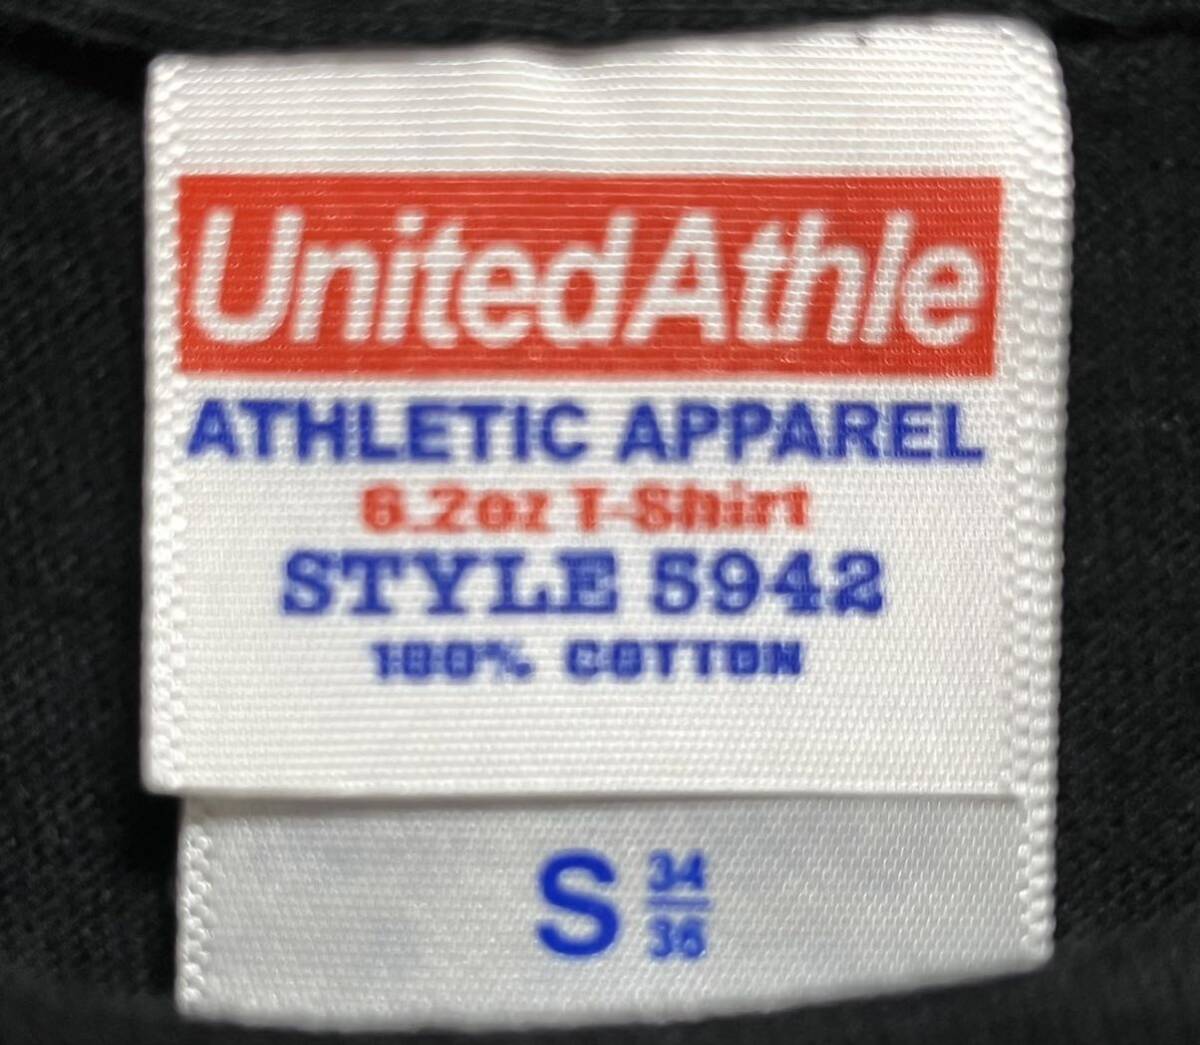 UnitedAthle
ATHLETIC APPAREL
6.2oz T-Shirt
STYLE 5942
100% COTTON
S 34
36